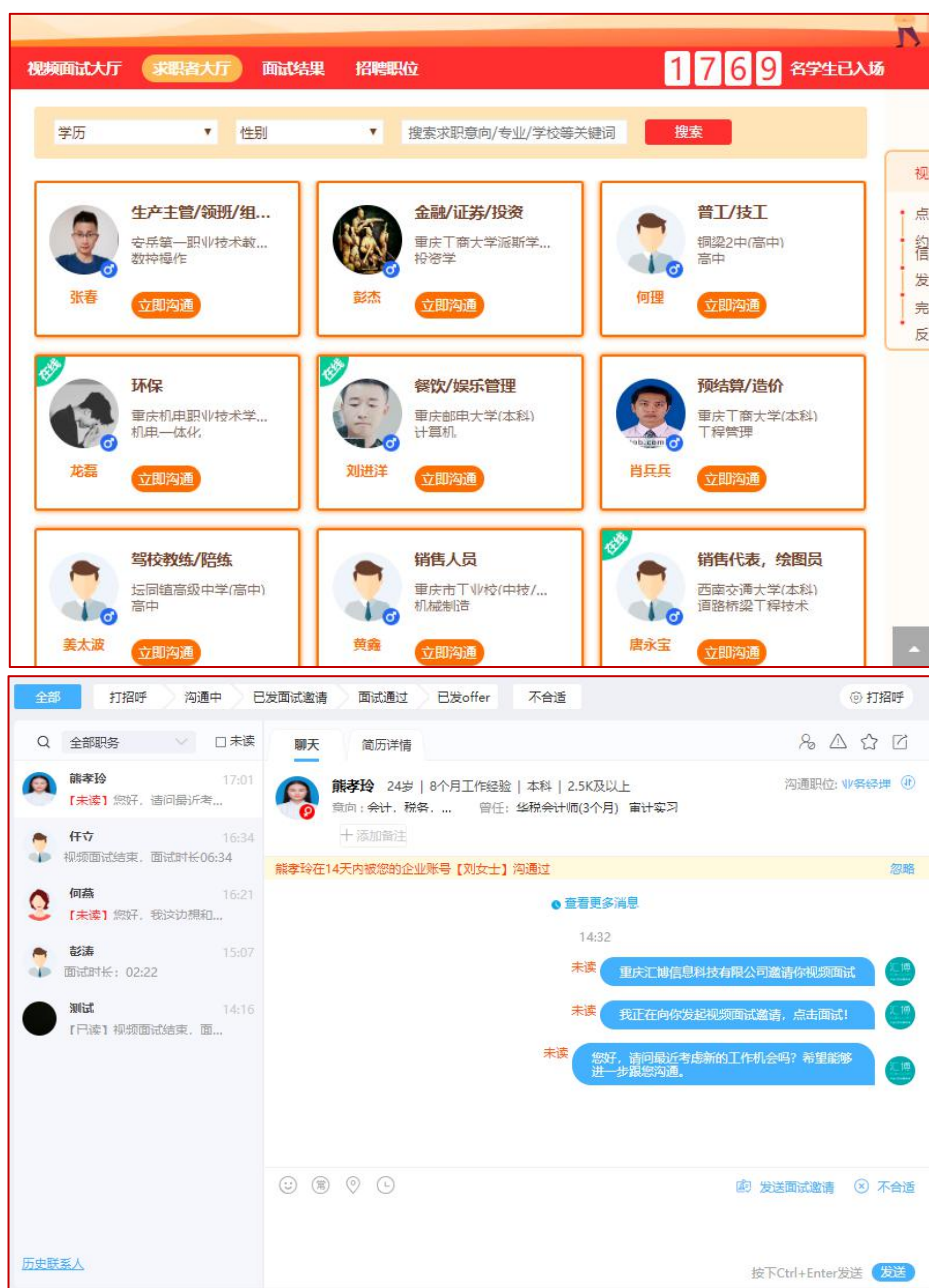 视频面试大厅 求职者大厅 面试结果 招聘职位 1769 名学生已入场
学历 性别 搜索求职意向/专业/学校等关键词 搜索
视
点
约
信
发
完
反
生产主管/领班/组...
安岳第一职业技术教...
数控操作
张春 立即沟通
金融/证券/投资
重庆工商大学派斯学...
投资学
彭杰 立即沟通
普工/技工
铜梁2中(高中)
高中
何理 立即沟通
在线
环保
重庆机电职业技术学...
机电一体化
龙磊 立即沟通
在线
餐饮/娱乐管理
重庆邮电大学(本科)
计算机
刘进洋 立即沟通
预结算/造价
重庆工商大学(本科)
工程管理
肖兵兵 立即沟通
驾校教练/陪练
坛同镇高级中学(高中)
高中
姜太波 立即沟通
销售人员
重庆市工业校(中技/...
机械制造
黄鑫 立即沟通
在线
销售代表，绘图员
西南交通大学(本科)
道路桥梁工程技术
唐永宝 立即沟通
全部 打招呼 沟通中 已发面试邀请 面试通过 已发offer 不合适 打招呼
全部职务 未读
熊孝玲 17:01
【未读】您好，请问最近考...
仟立 16:34
视频面试结束，面试时长06:34
何燕 16:21
【未读】您好，我这边想和...
彭涛 15:07
面试时长：02:22
测试 14:16
【已读】视频面试结束，面...
历史联系人
聊天 简历详情
熊孝玲 24岁 | 8个月工作经验 | 本科 | 2.5K及以上 沟通职位: 业务经理
意向：会计，税务，... 曾任：华税会计师(3个月) 审计实习
添加备注
熊孝玲在14天内被您的企业账号【刘女士】沟通过 忽略
查看更多消息
14:32
未读 重庆汇博信息科技有限公司邀请你视频面试 汇博
未读 我正在向你发起视频面试邀请，点击面试！ 汇博
未读 您好，请问最近考虑新的工作机会吗？希望能够
进一步跟您沟通。 汇博
常 发送面试邀请 不合适
按下Ctrl+Enter发送 发送